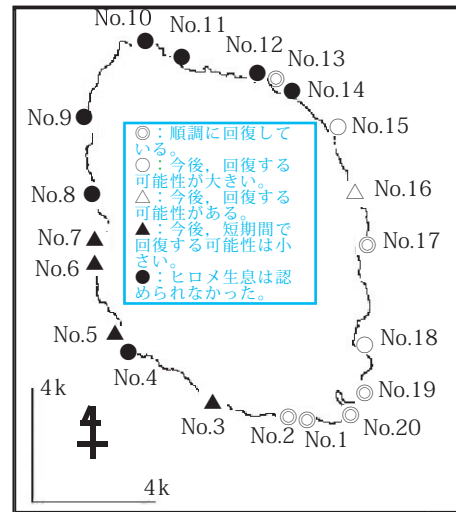 No.10
No.11
No.12
No.13
No.14
No.9
No.15
◎：順調に回復して
いる。
○：今後，回復する
可能性が大きい。
△：今後，回復する
可能性がある。
▲：今後，短期間で
回復する可能性は小
さい。
●：ヒロメ生息は認
められなかった。
No.8
No.16
No.7
No.17
No.6
No.5
No.18
No.4
4k
No.19
No.3
No.2
No.1
No.20
4
4k